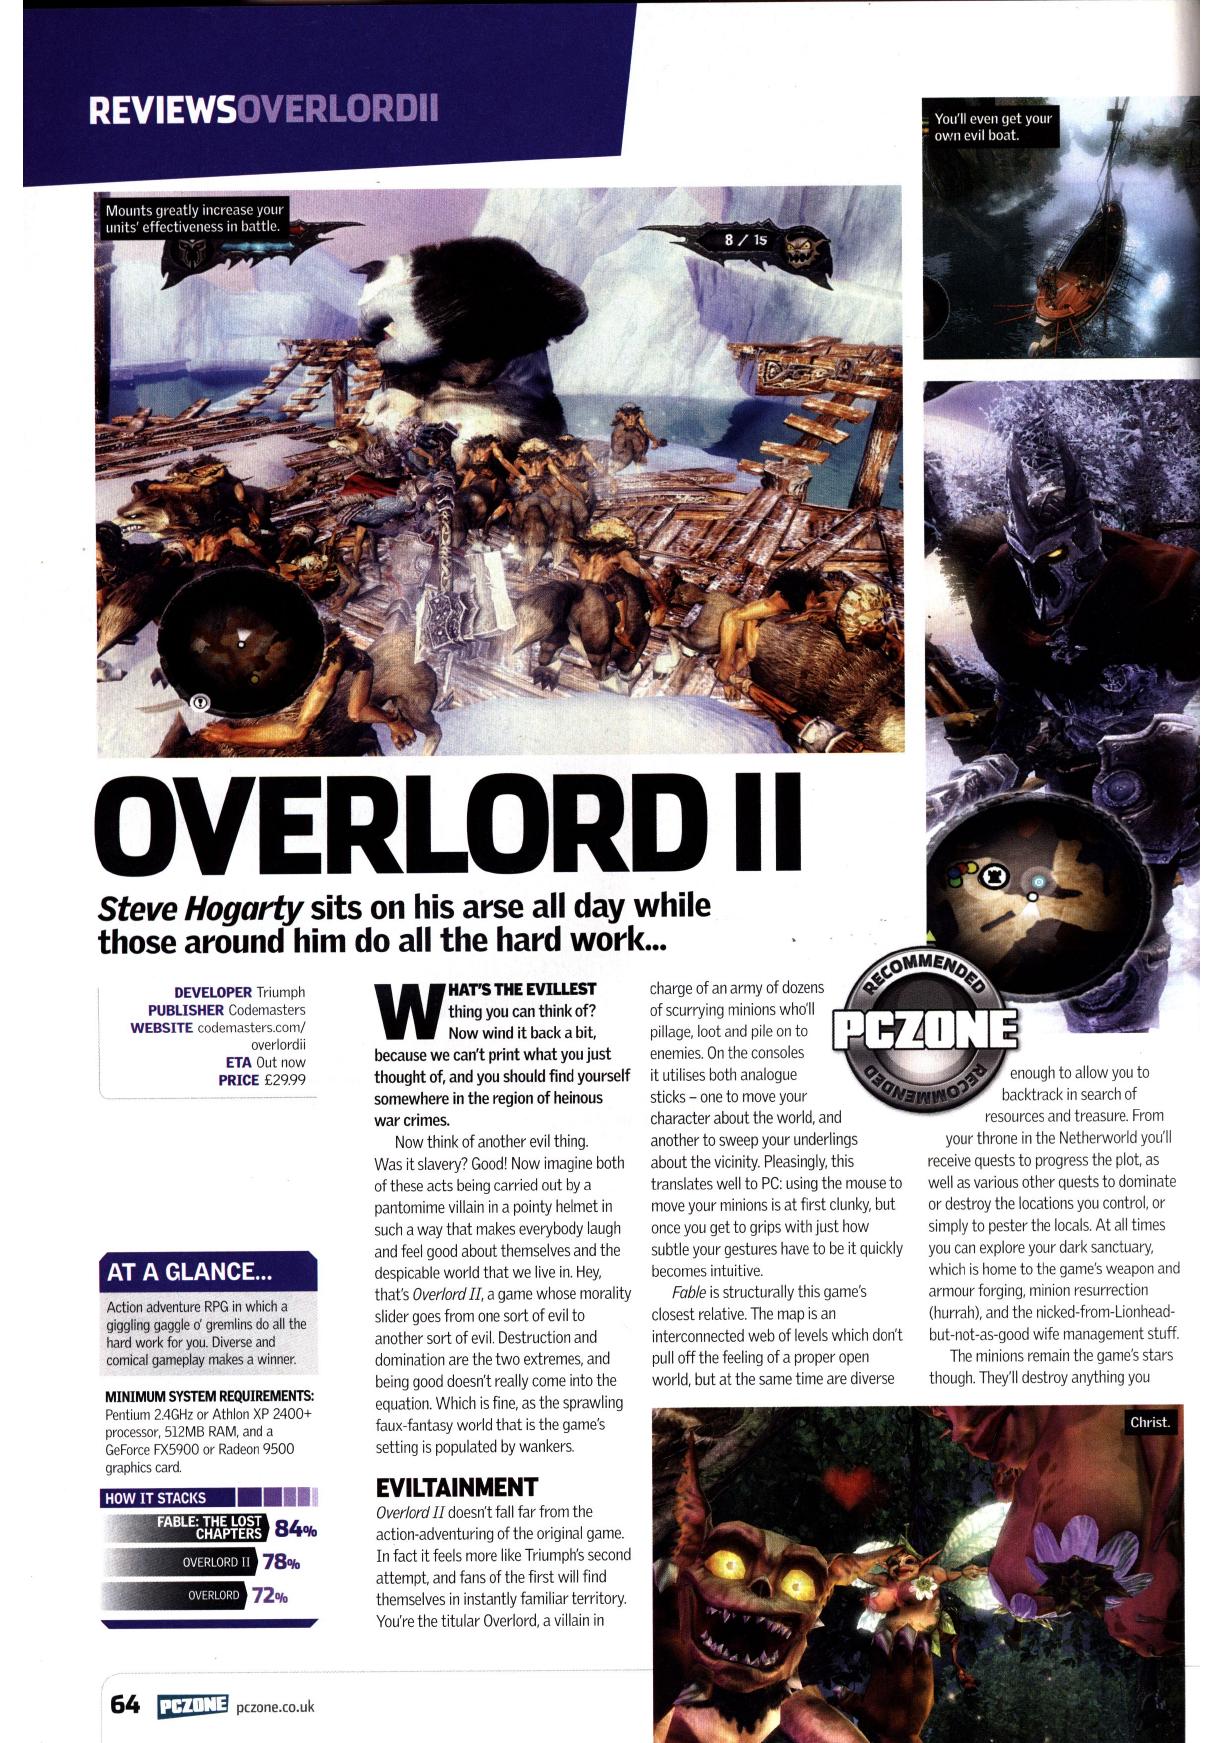 REVIEWSOVERLORDII
You'll even get your
own evil boat.
Mounts greatly increase your
units' effectiveness in battle.
8 / 15
OVERLORD II
Steve Hogarty sits on his arse all day while
those around him do all the hard work...
RECOMMENDED
PCZONE
RECOMMENDED
DEVELOPER Triumph
PUBLISHER Codemasters
WEBSITE codemasters.com/
overlordii
ETA Out now
PRICE £29.99
AT A GLANCE...
Action adventure RPG in which a
giggling gaggle o' gremlins do all the
hard work for you. Diverse and
comical gameplay makes a winner.
MINIMUM SYSTEM REQUIREMENTS:
Pentium 2.4GHz or Athlon XP 2400+
processor, 512MB RAM, and a
GeForce FX5900 or Radeon 9500
graphics card.
HOW IT STACKS
FABLE: THE LOST
CHAPTERS 84%
OVERLORD II 78%
OVERLORD 72%
WHAT'S THE EVILLEST
thing you can think of?
Now wind it back a bit,
because we can't print what you just
thought of, and you should find yourself
somewhere in the region of heinous
war crimes.
Now think of another evil thing.
Was it slavery? Good! Now imagine both
of these acts being carried out by a
pantomime villain in a pointy helmet in
such a way that makes everybody laugh
and feel good about themselves and the
despicable world that we live in. Hey,
that's Overlord II, a game whose morality
slider goes from one sort of evil to
another sort of evil. Destruction and
domination are the two extremes, and
being good doesn't really come into the
equation. Which is fine, as the sprawling
faux-fantasy world that is the game's
setting is populated by wankers.
EVILTAINMENT
Overlord II doesn't fall far from the
action-adventuring of the original game.
In fact it feels more like Triumph's second
attempt, and fans of the first will find
themselves in instantly familiar territory.
You're the titular Overlord, a villain in
charge of an army of dozens
of scurrying minions who'll
pillage, loot and pile on to
enemies. On the consoles
it utilises both analogue
sticks – one to move your
character about the world, and
another to sweep your underlings
about the vicinity. Pleasingly, this
translates well to PC: using the mouse to
move your minions is at first clunky, but
once you get to grips with just how
subtle your gestures have to be it quickly
becomes intuitive.
Fable is structurally this game's
closest relative. The map is an
interconnected web of levels which don't
pull off the feeling of a proper open
world, but at the same time are diverse
enough to allow you to
backtrack in search of
resources and treasure. From
your throne in the Netherworld you'll
receive quests to progress the plot, as
well as various other quests to dominate
or destroy the locations you control, or
simply to pester the locals. At all times
you can explore your dark sanctuary,
which is home to the game's weapon and
armour forging, minion resurrection
(hurrah), and the nicked-from-Lionhead-
but-not-as-good wife management stuff.
The minions remain the game's stars
though. They'll destroy anything you
Christ.
64 PCZONE pczone.co.uk